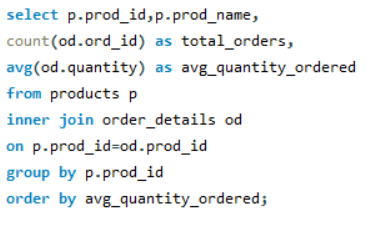 select p.prod_id,p.prod_name,
count(od.ord_id) as total_orders,
avg(od.quantity) as avg_quantity_ordered
from products p
inner join order_details od
on p.prod_id=od.prod_id
group by p.prod_id
order by avg_quantity_ordered;